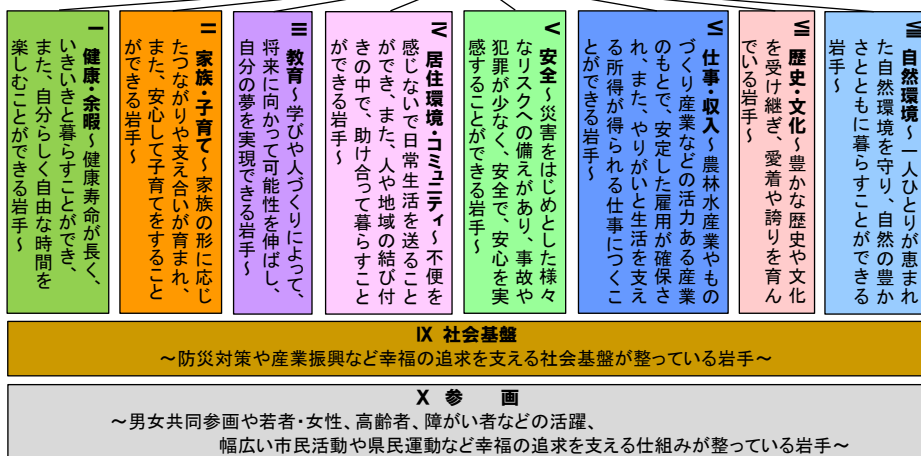 Ⅰ 健康・余暇～健康寿命が長く、
いきいきと暮らすことができ、
また、自分らしく自由な時間を
楽しむことができる岩手～
Ⅱ 家族・子育て～家族の形に応じ
たつながりや支え合いが育まれ、
また、安心して子育てをすること
ができる岩手～
Ⅲ 教育～学びや人づくりによって、
将来に向かって可能性を伸ばし、
自分の夢を実現できる岩手～
Ⅳ 居住環境・コミュニティ～不便を
感じないで日常生活を送ること
ができ、また、人や地域の結び付
きの中で、助け合って暮らすこと
ができる岩手～
Ⅴ 安全～災害をはじめとした様々
なリスクへの備えがあり、事故や
犯罪が少なく、安全で、安心を実
感することができる岩手～
Ⅵ 仕事・収入～農林水産業やもの
づくり産業などの活力ある産業
のもとで、安定した雇用が確保さ
れ、また、やりがいと生活を支え
る所得が得られる仕事につくこ
とができる岩手～
Ⅶ 歴史・文化～豊かな歴史や文化
を受け継ぎ、愛着や誇りを育ん
でいる岩手～
Ⅷ 自然環境～一人ひとりが恵まれ
た自然環境を守り、自然の豊か
さとともに暮らすことができる
岩手～
Ⅸ 社会基盤
～防災対策や産業振興など幸福の追求を支える社会基盤が整っている岩手～
Ⅹ 参 画
～男女共同参画や若者・女性、高齢者、障がい者などの活躍、
幅広い市民活動や県民運動など幸福の追求を支える仕組みが整っている岩手～